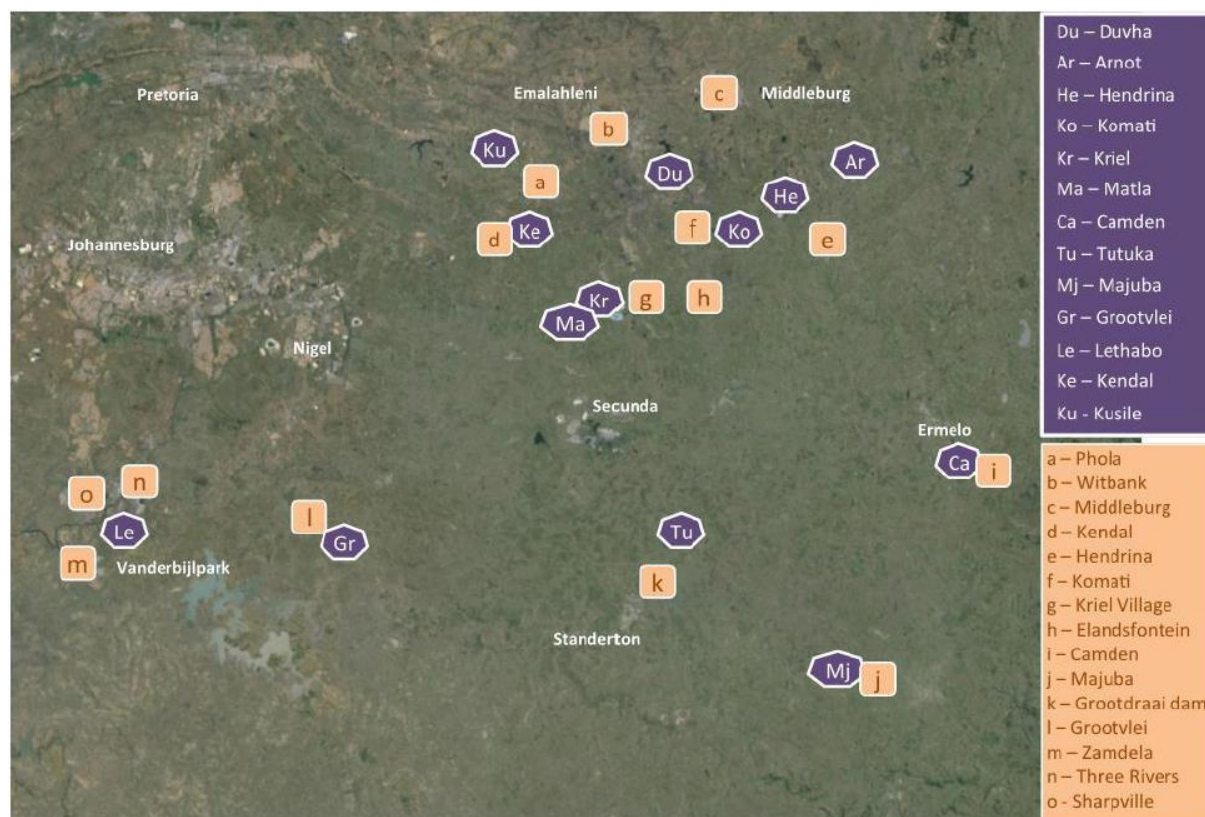 Pretoria
Emalahleni
c
Middleburg
b
Ku
Du
Ar
a
He
Johannesburg
d
Ke
f
Ko
e
Kr
g
h
Ma
Nigel
Secunda
Ermelo
Ca
i
o
n
l
Le
Gr
Tu
m
Vanderbijlpark
k
Standerton
Mj
j
Du – Duvha
Ar – Arnot
He – Hendrina
Ko – Komati
Kr – Kriel
Ma – Matla
Ca – Camden
Tu – Tutuka
Mj – Majuba
Gr – Grootvlei
Le – Lethabo
Ke – Kendal
Ku - Kusile
a – Phola
b – Witbank
c – Middleburg
d – Kendal
e – Hendrina
f – Komati
g – Kriel Village
h – Elandsfontein
i – Camden
j – Majuba
k – Grootdraai dam
l – Grootvlei
m – Zamdela
n – Three Rivers
o - Sharpville